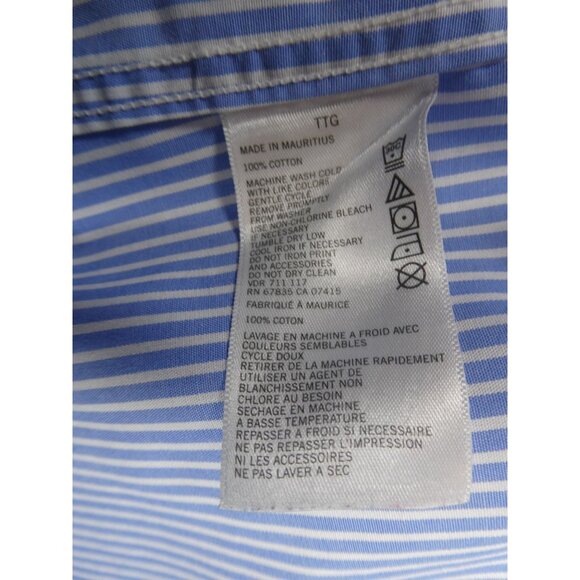 TTG
MADE IN MAURITIUS
100% COTTON
MACHINE WASH COLD
WITH LIKE COLORS
GENTLE CYCLE
REMOVE PROMPTLY
FROM WASHER
USE NON-CHLORINE BLEACH
IF NECESSARY
TUMBLE DRY LOW
COOL IRON IF NECESSARY
DO NOT IRON PRINT
AND ACCESSORIES
DO NOT DRY CLEAN
VDR 711 117
RN 67835 CA 07415
FABRIQUÉ À MAURICE
100% COTON
LAVAGE EN MACHINE A FROID AVEC
COULEURS SEMBLABLES
CYCLE DOUX
RETIRER DE LA MACHINE RAPIDEMENT
UTILISER UN AGENT DE
BLANCHISSEMENT NON
CHLORE AU BESOIN
SECHAGE EN MACHINE
A BASSE TEMPERATURE
REPASSER A FROID SI NECESSAIRE
NE PAS REPASSER L'IMPRESSION
NI LES ACCESSOIRES
NE PAS LAVER A SEC